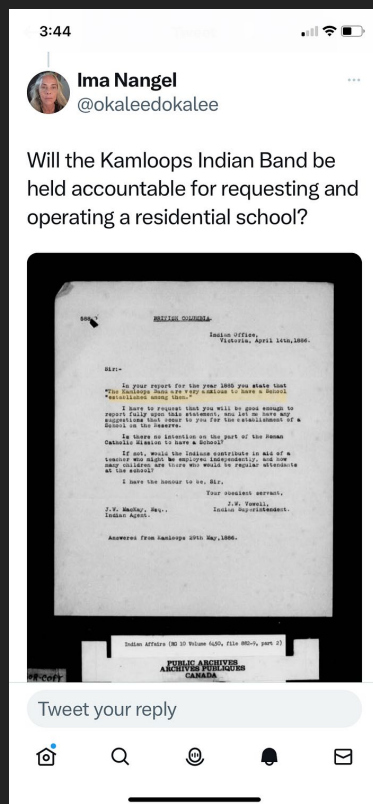 3:44
Ima Nangel
@okaleedokalee
Will the Kamloops Indian Band be
held accountable for requesting and
operating a residential school?
BRITISH COLUMBIA.
Indian Office,
Victoria, April 14th,1886.
Sir:-
In your report for the year 1885 you state that
"The Kamloops Band are very anxious to have a School
"established among them."
I have to request that you will be good enough to
report fully upon this statement, and let me have any
suggestions that occur to you for the establishment of a
School on the Reserve.
Is there no intention on the part of the Roman
Catholic Mission to have a School?
If not, would the Indians contribute in aid of a
teacher who might be employed independently, and how
many children are there who would be regular attendants
at the school?
I have the honour to be, Sir,
Your obedient servant,
J.W. MacKay, Esq.,
Indian Agent.
J.W. Vowell,
Indian Superintendent.
Answered from Kamloops 29th May,1886.
Indian Affairs (RG 10 Volume 6450, file 882-9, part 2)
PUBLIC ARCHIVES
ARCHIVES PUBLIQUES
CANADA
Tweet your reply